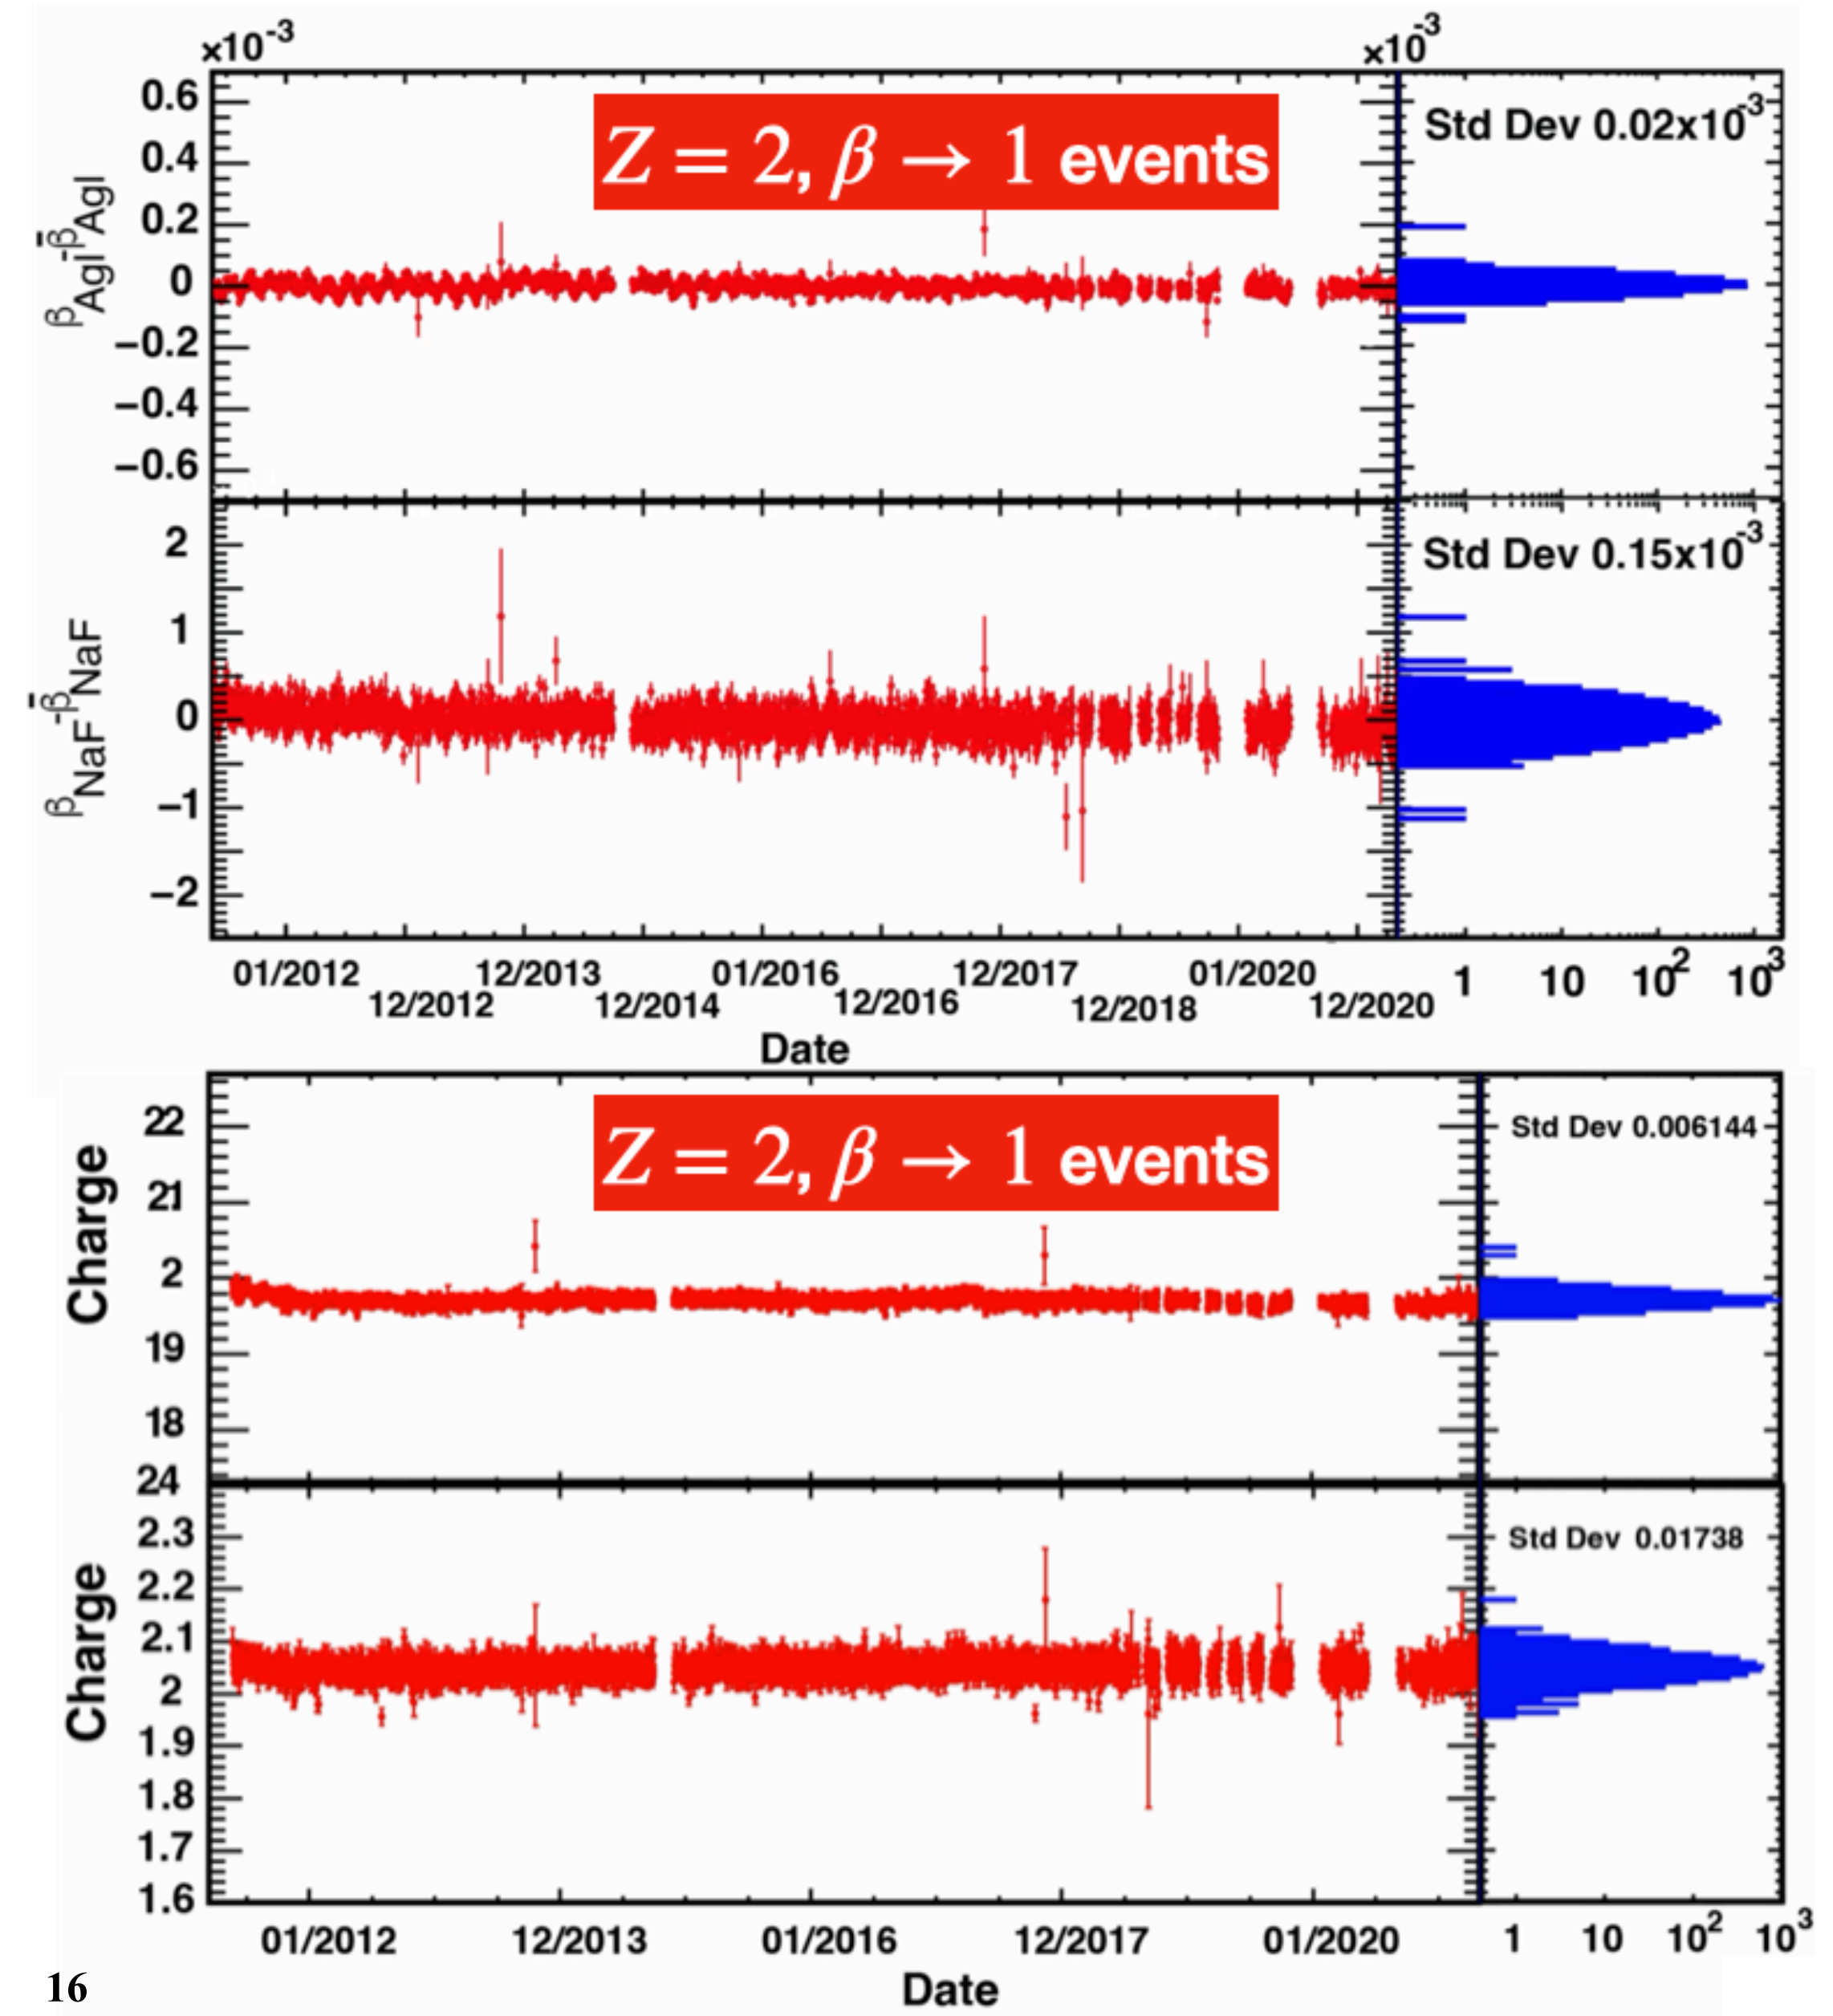 ×10⁻³ ×10⁻³
0.6
0.4
0.2
0
−0.2
−0.4
−0.6
β_AgI-β̄_AgI
Z = 2, β → 1 events
Std Dev 0.02x10⁻³
2
1
0
−1
−2
β_NaF-β̄_NaF
Std Dev 0.15x10⁻³
01/2012 12/2013 01/2016 12/2017 01/2020 1 10 10² 10³
12/2012 12/2014 12/2016 12/2018 12/2020
Date
22
21
2
19
18
Charge
Z = 2, β → 1 events
Std Dev 0.006144
24
2.3
2.2
2.1
2
1.9
1.8
1.7
1.6
Charge
Std Dev 0.01738
01/2012 12/2013 01/2016 12/2017 01/2020 1 10 10² 10³
Date
16